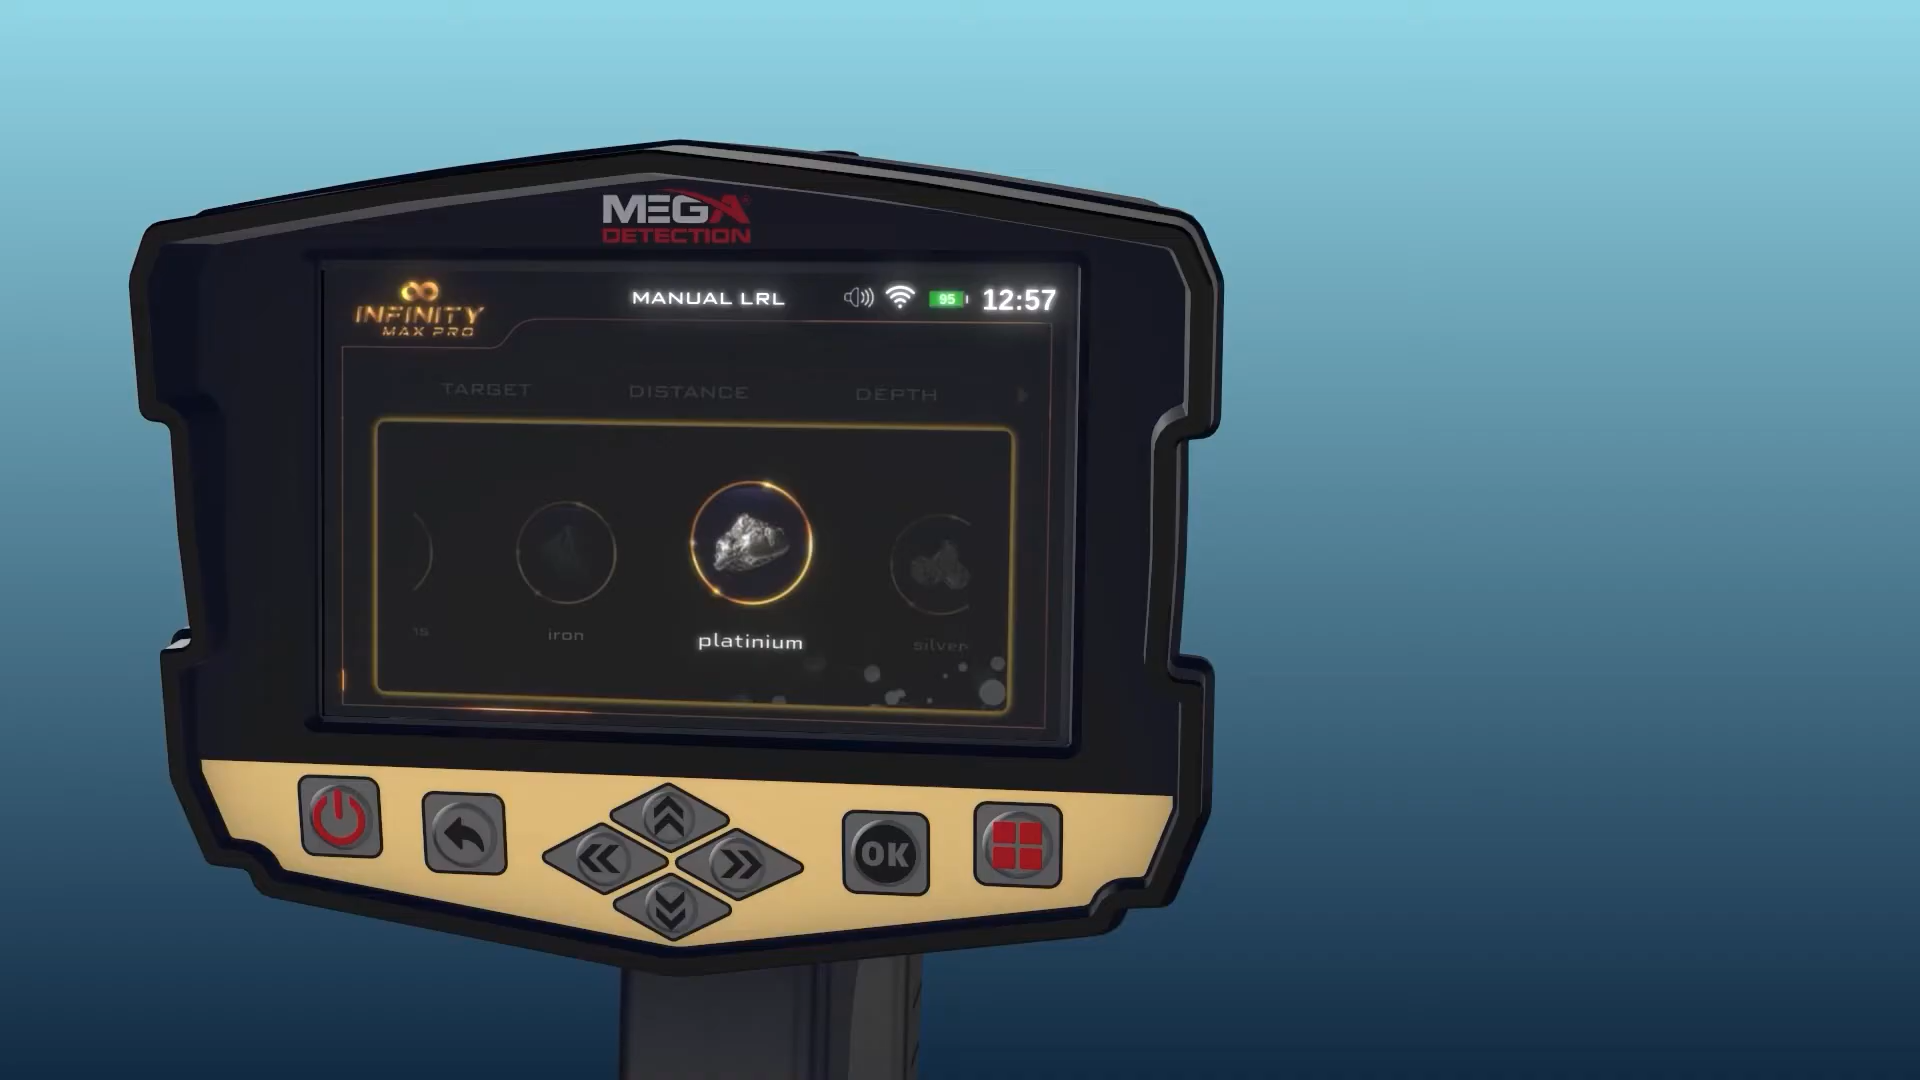 MEGA
DETECTION
INFINITY
MAX PRO
MANUAL LRL
95
12:57
TARGET
DISTANCE
DEPTH
iron
platinium
silver
OK